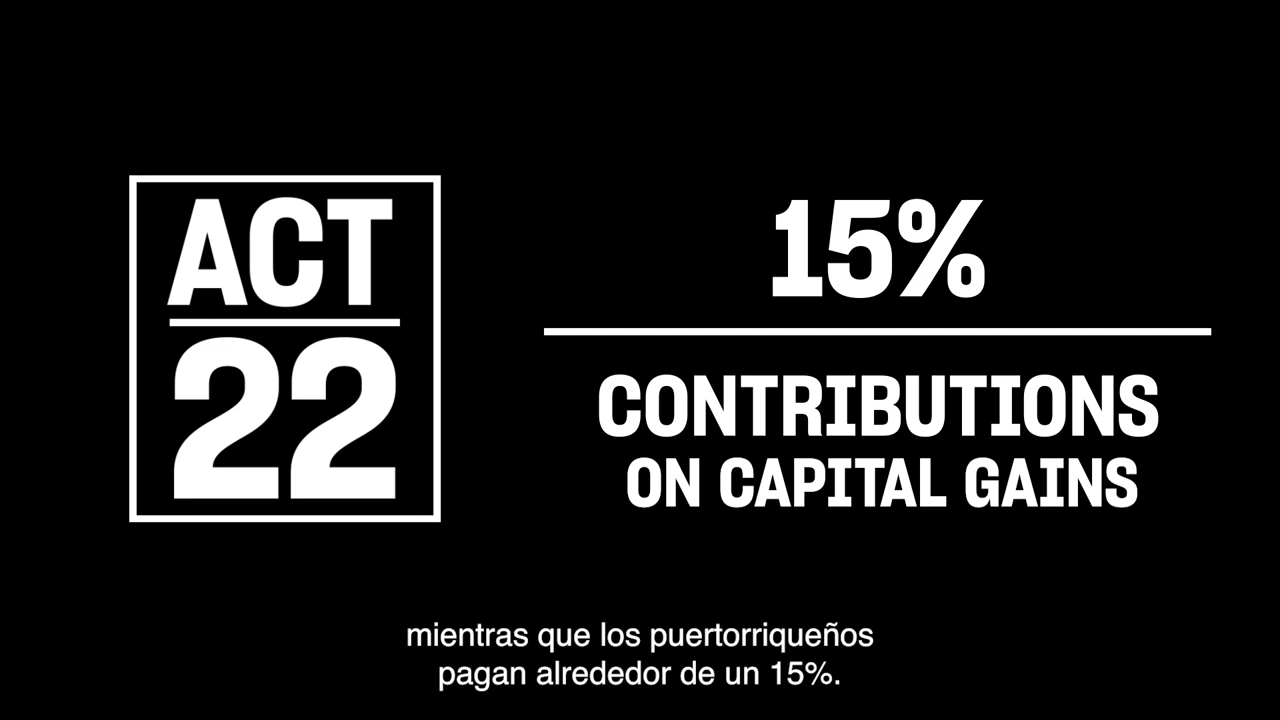 ACT
22
15%
CONTRIBUTIONS
ON CAPITAL GAINS
mientras que los puertorriqueños
pagan alrededor de un 15%.